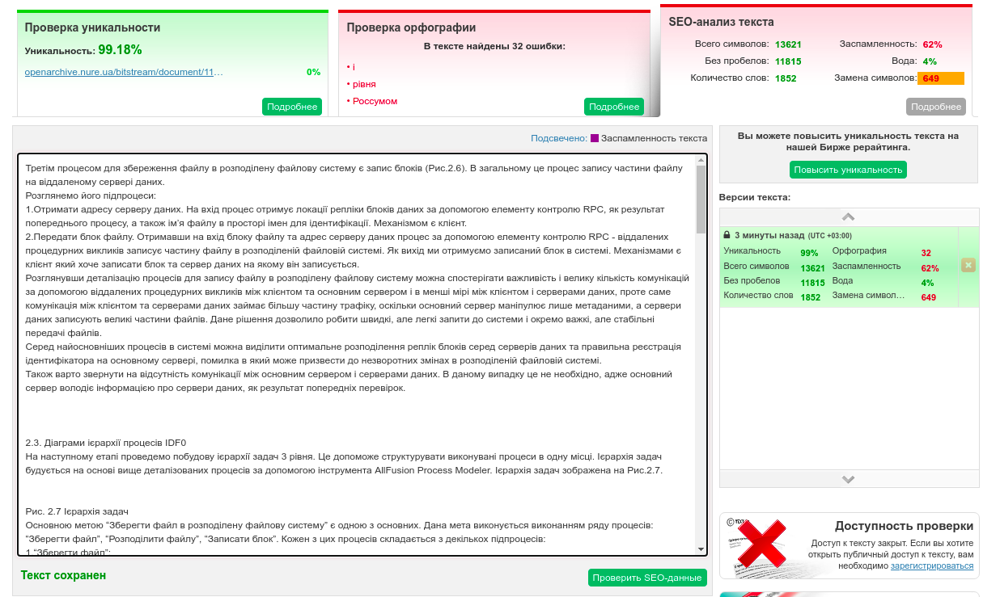 Проверка уникальности
Уникальность: 99.18%
openarchive.nure.ua/bitstream/document/11… 0%
Подробнее
Проверка орфографии
В тексте найдены 32 ошибки:
• і
• рівня
• Россумом
Подробнее
SEO-анализ текста
Всего символов: 13621 Заспамленность: 62%
Без пробелов: 11815 Вода: 4%
Количество слов: 1852 Замена символов: 649
Подробнее
Подсвечено: Заспамленность текста
Третім процесом для збереження файлу в розподілену файлову систему є запис блоків (Рис.2.6). В загальному це процес запису частини файлу
на віддаленому сервері даних.
Розглянемо його підпроцеси:
1.Отримати адресу серверу даних. На вхід процес отримує локації репліки блоків даних за допомогою елементу контролю RPC, як результат
попереднього процесу, а також ім’я файлу в просторі імен для ідентифікації. Механізмом є клієнт.
2.Передати блок файлу. Отримавши на вхід блоку файлу та адрес серверу даних процес за допомогою елементу контролю RPC - віддалених
процедурних викликів записує частину файлу в розподіленій файловій системі. Як вихід ми отримуємо записаний блок в системі. Механізмами є
клієнт який хоче записати блок та сервер даних на якому він записується.
Розглянувши деталізацію процесів для запису файлу в розподілену файлову систему можна спостерігати важливість і велику кількість комунікацій
за допомогою віддалених процедурних викликів між клієнтом та основним сервером і в менші мірі між клієнтом і серверами даних, проте саме
комунікація між клієнтом та серверами даних займає більшу частину трафіку, оскільки основний сервер маніпулює лише метаданими, а сервери
даних записують великі частини файлів. Дане рішення дозволило робити швидкі, але легкі запити до системи і окремо важкі, але стабільні
передачі файлів.
Серед найосновніших процесів в системі можна виділити оптимальне розподілення реплік блоків серед серверів даних та правильна реєстрація
ідентифікатора на основному сервері, помилка в який може призвести до незворотних змінах в розподіленій файловій системі.
Також варто звернути на відсутність комунікації між основним сервером і серверами даних. В даному випадку це не необхідно, адже основний
сервер володіє інформацією про сервери даних, як результат попередніх перевірок.
2.3. Діаграми ієрархії процесів IDF0
На наступному етапі проведемо побудову ієрархії задач 3 рівня. Це допоможе структурувати виконувані процеси в одну місці. Ієрархія задач
будується на основі вище деталізованих процесів за допомогою інструмента AllFusion Process Modeler. Ієрархія задач зображена на Рис.2.7.
Рис. 2.7 Ієрархія задач
Основною метою “Зберегти файл в розподілену файлову систему” є одною з основних. Дана мета виконується виконанням ряду процесів:
“Зберегти файл”, “Розподілити файлу”, “Записати блок”. Кожен з цих процесів складається з декількох підпроцесів:
1.“Зберегти файл”:
Текст сохранен
Проверить SEO-данные
Вы можете повысить уникальность текста на
нашей Бирже рерайтинга.
Повысить уникальность
Версии текста:
3 минуты назад (UTC +03:00)
Уникальность 99% Орфография 32
Всего символов 13621 Заспамленность 62%
Без пробелов 11815 Вода 4%
Количество слов 1852 Замена символ… 649
Доступность проверки
Доступ к тексту закрыт. Если вы хотите
открыть публичный доступ к тексту, вам
необходимо зарегистрироваться